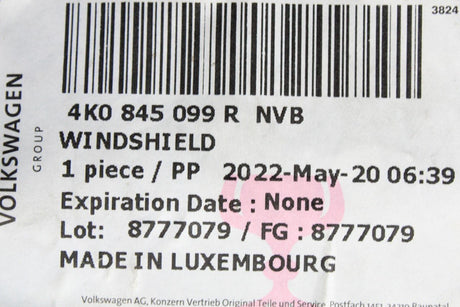 3824
VOLKSWAGEN
GROUP
4K0 845 099 R NVB
WINDSHIELD
1 piece / PP 2022-May-20 06:39
Expiration Date : None
Lot: 8777079 / FG : 8777079
MADE IN LUXEMBOURG
Volkswagen AG, Konzern Vertrieb Original Teile und Service, Postfach